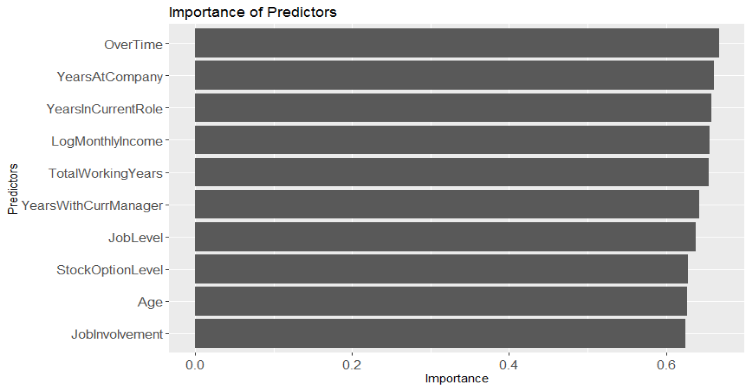 Importance of Predictors
Predictors
OverTime
YearsAtCompany
YearsInCurrentRole
LogMonthlyIncome
TotalWorkingYears
YearsWithCurrManager
JobLevel
StockOptionLevel
Age
JobInvolvement
0.0 0.2 0.4 0.6
Importance